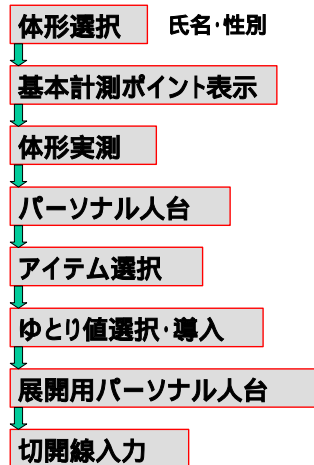 体形選択 氏名･性別
基本計測ポイント表示
体形実測
パーソナル人台
アイテム選択
ゆとり値選択･導入
展開用パーソナル人台
切開線入力